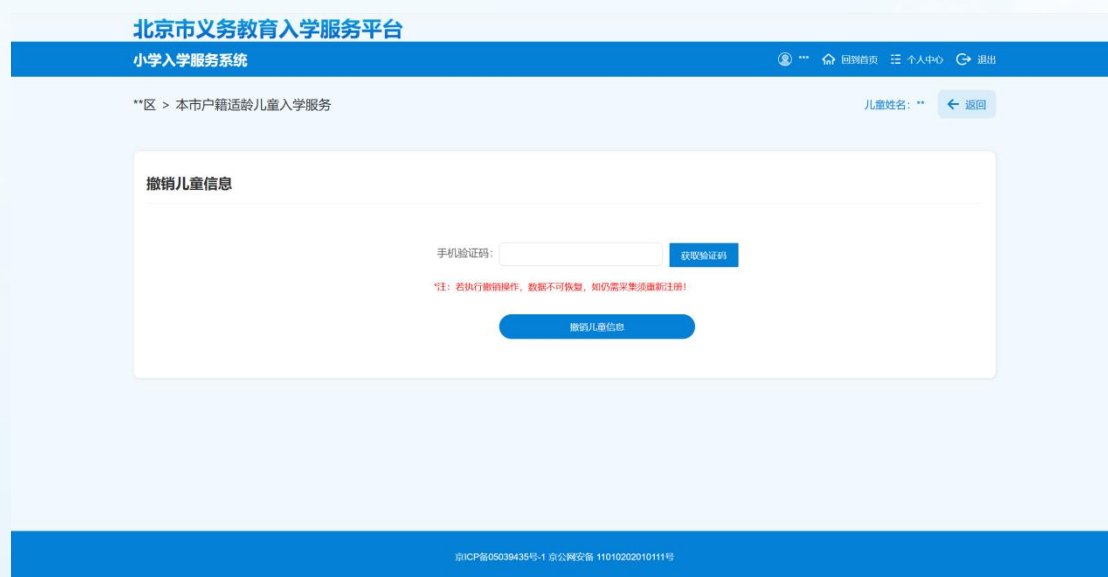 北京市义务教育入学服务平台
小学入学服务系统
*** 回到首页 个人中心 退出
**区 > 本市户籍适龄儿童入学服务
儿童姓名：** 返回
撤销儿童信息
手机验证码： 获取验证码
*注：若执行撤销操作，数据不可恢复，如仍需采集须重新注册！
撤销儿童信息
京ICP备05039435号-1 京公网安备 11010202010111号